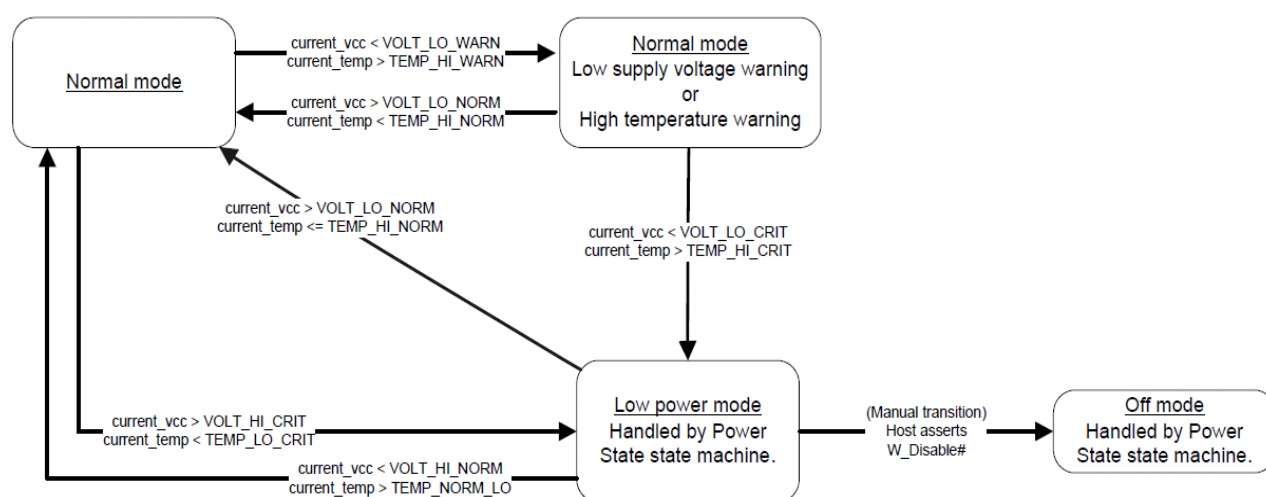 Normal mode
current_vcc < VOLT_LO_WARN
current_temp > TEMP_HI_WARN
current_vcc > VOLT_LO_NORM
current_temp < TEMP_HI_NORM
Normal mode
Low supply voltage warning
or
High temperature warning
current_vcc > VOLT_LO_NORM
current_temp <= TEMP_HI_NORM
current_vcc < VOLT_LO_CRIT
current_temp > TEMP_HI_CRIT
current_vcc > VOLT_HI_CRIT
current_temp < TEMP_LO_CRIT
current_vcc < VOLT_HI_NORM
current_temp > TEMP_NORM_LO
Low power mode
Handled by Power
State state machine.
(Manual transition)
Host asserts
W_Disable#
Off mode
Handled by Power
State state machine.